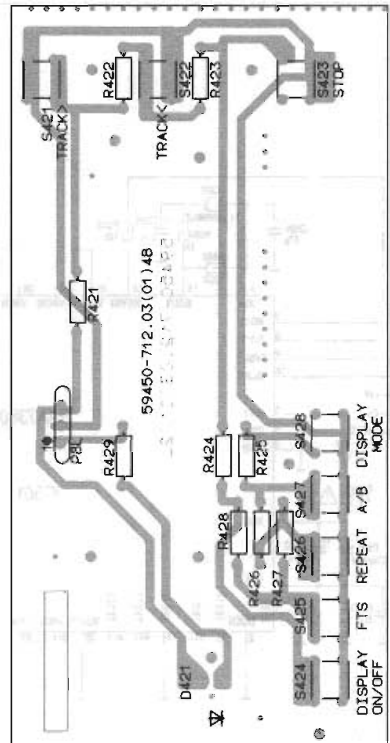 S421
TRACK>
R422
S422
TRACK<
R423
S423
STOP
R421
59450-712.03(01)4B
P8L
R429
R424
R425
S428
DISPLAY
MODE
S427
A/B
R428
R426
R427
S426
REPEAT
S425
FTS
S424
DISPLAY
ON/OFF
D421